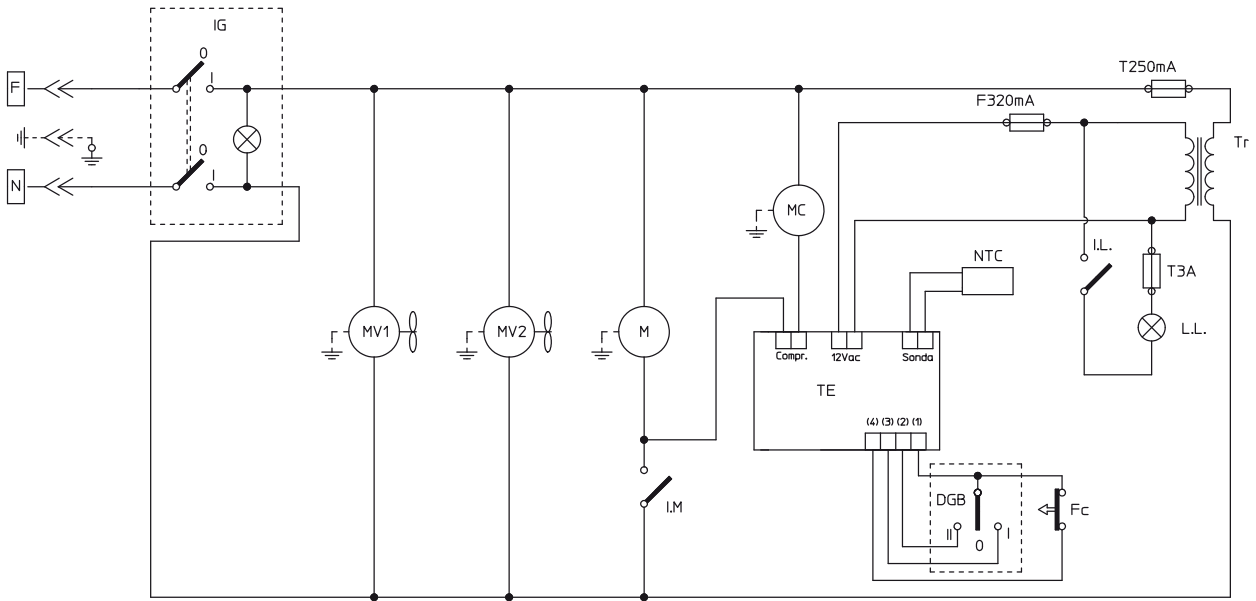 IG
0
I
F
N
0
I
T250mA
F320mA
Tr
MC
I.L.
NTC
T3A
MV1
MV2
M
L.L.
Compr.
12Vac
Sonda
TE
(4) (3) (2) (1)
I.M
DGB
II
0
I
Fc